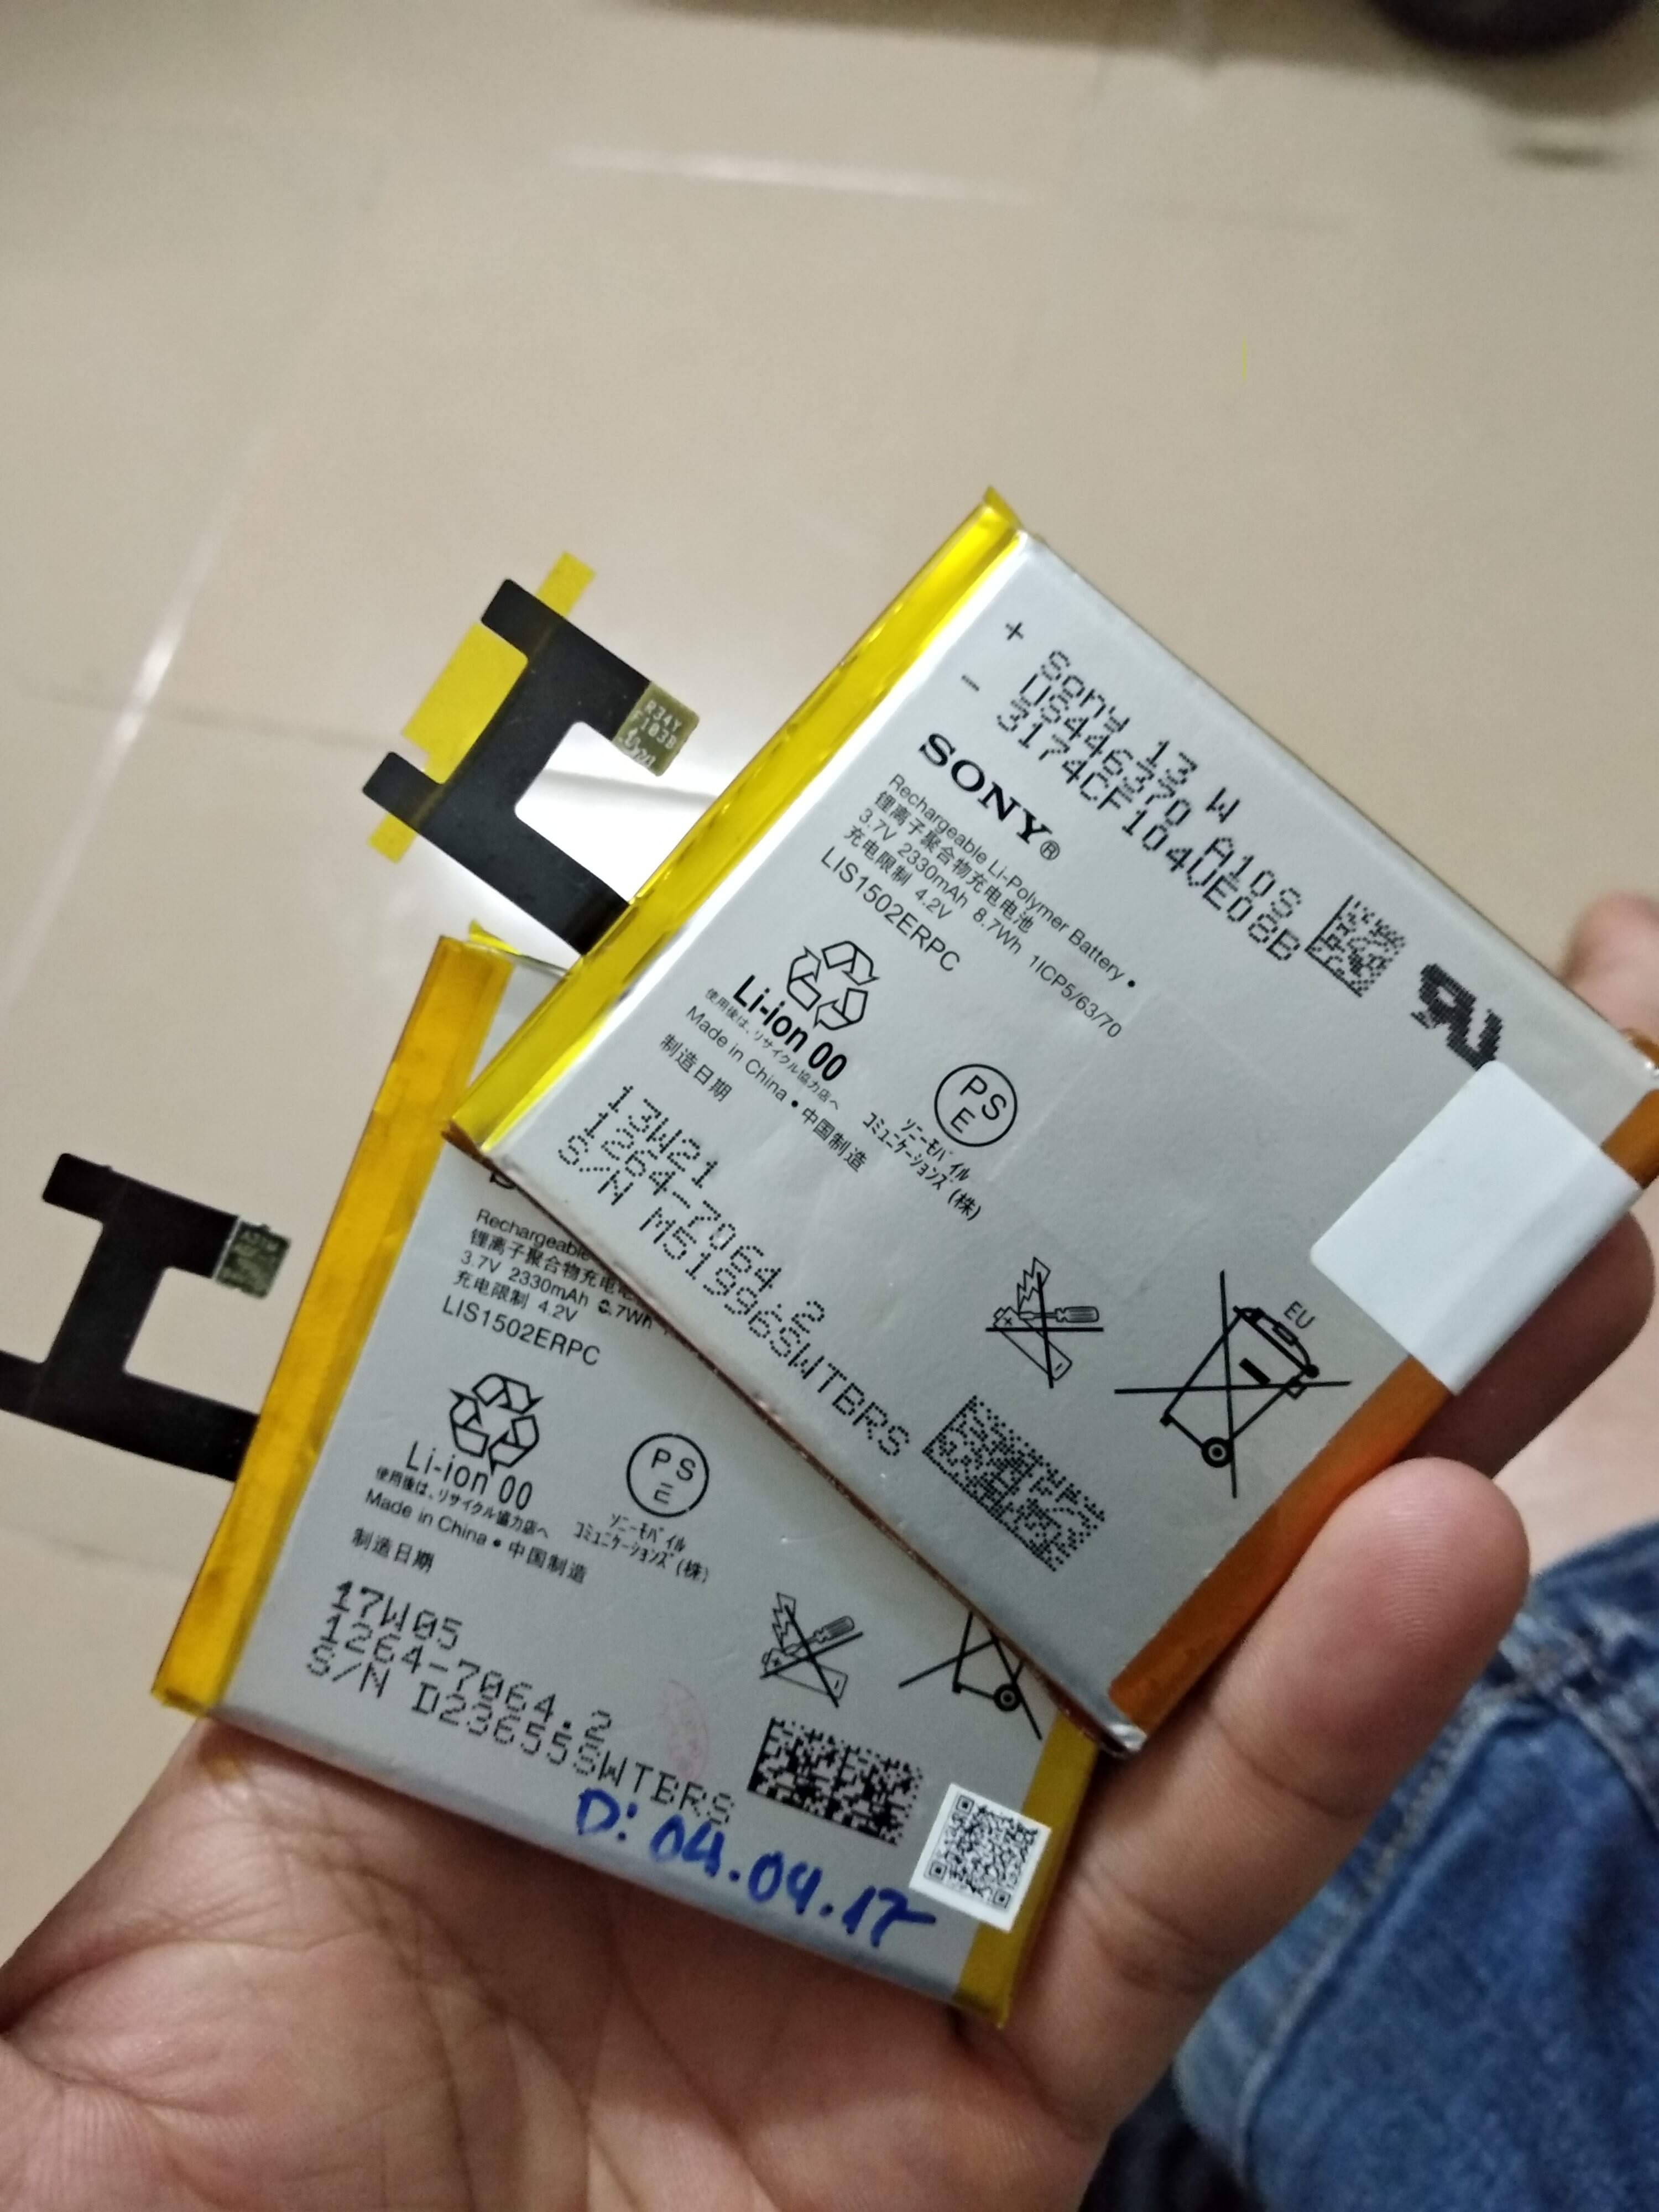 + Sony 13 W
US446370 A10S
- 3174CF104UE08B
SONY®
Rechargeable Li-Polymer Battery •
锂离子聚合物充电电池
3.7V 2330mAh 8.7Wh 1ICP5/63/70
充电限制 4.2V
LIS1502ERPC
Li-ion 00
使用後は、リサイクル協力店へ
Made in China • 中国制造
制造日期
PS
E
ソニーモバイル
コミュニケーションズ (株)
13W21
1264-7064.2
S/N M51996SWTBRS
EU
R34Y
F103B
Rechargeable
锂离子聚合物充电
3.7V 2330mAh 8.7Wh
充电限制 4.2V
LIS1502ERPC
Li-ion 00
使用後は、リサイクル協力店へ
Made in China • 中国制造
制造日期
PS
E
ソニーモバイル
コミュニケーションズ (株)
17W05
1264-7064.2
S/N D23655SWTBRS
D: 04.04.17